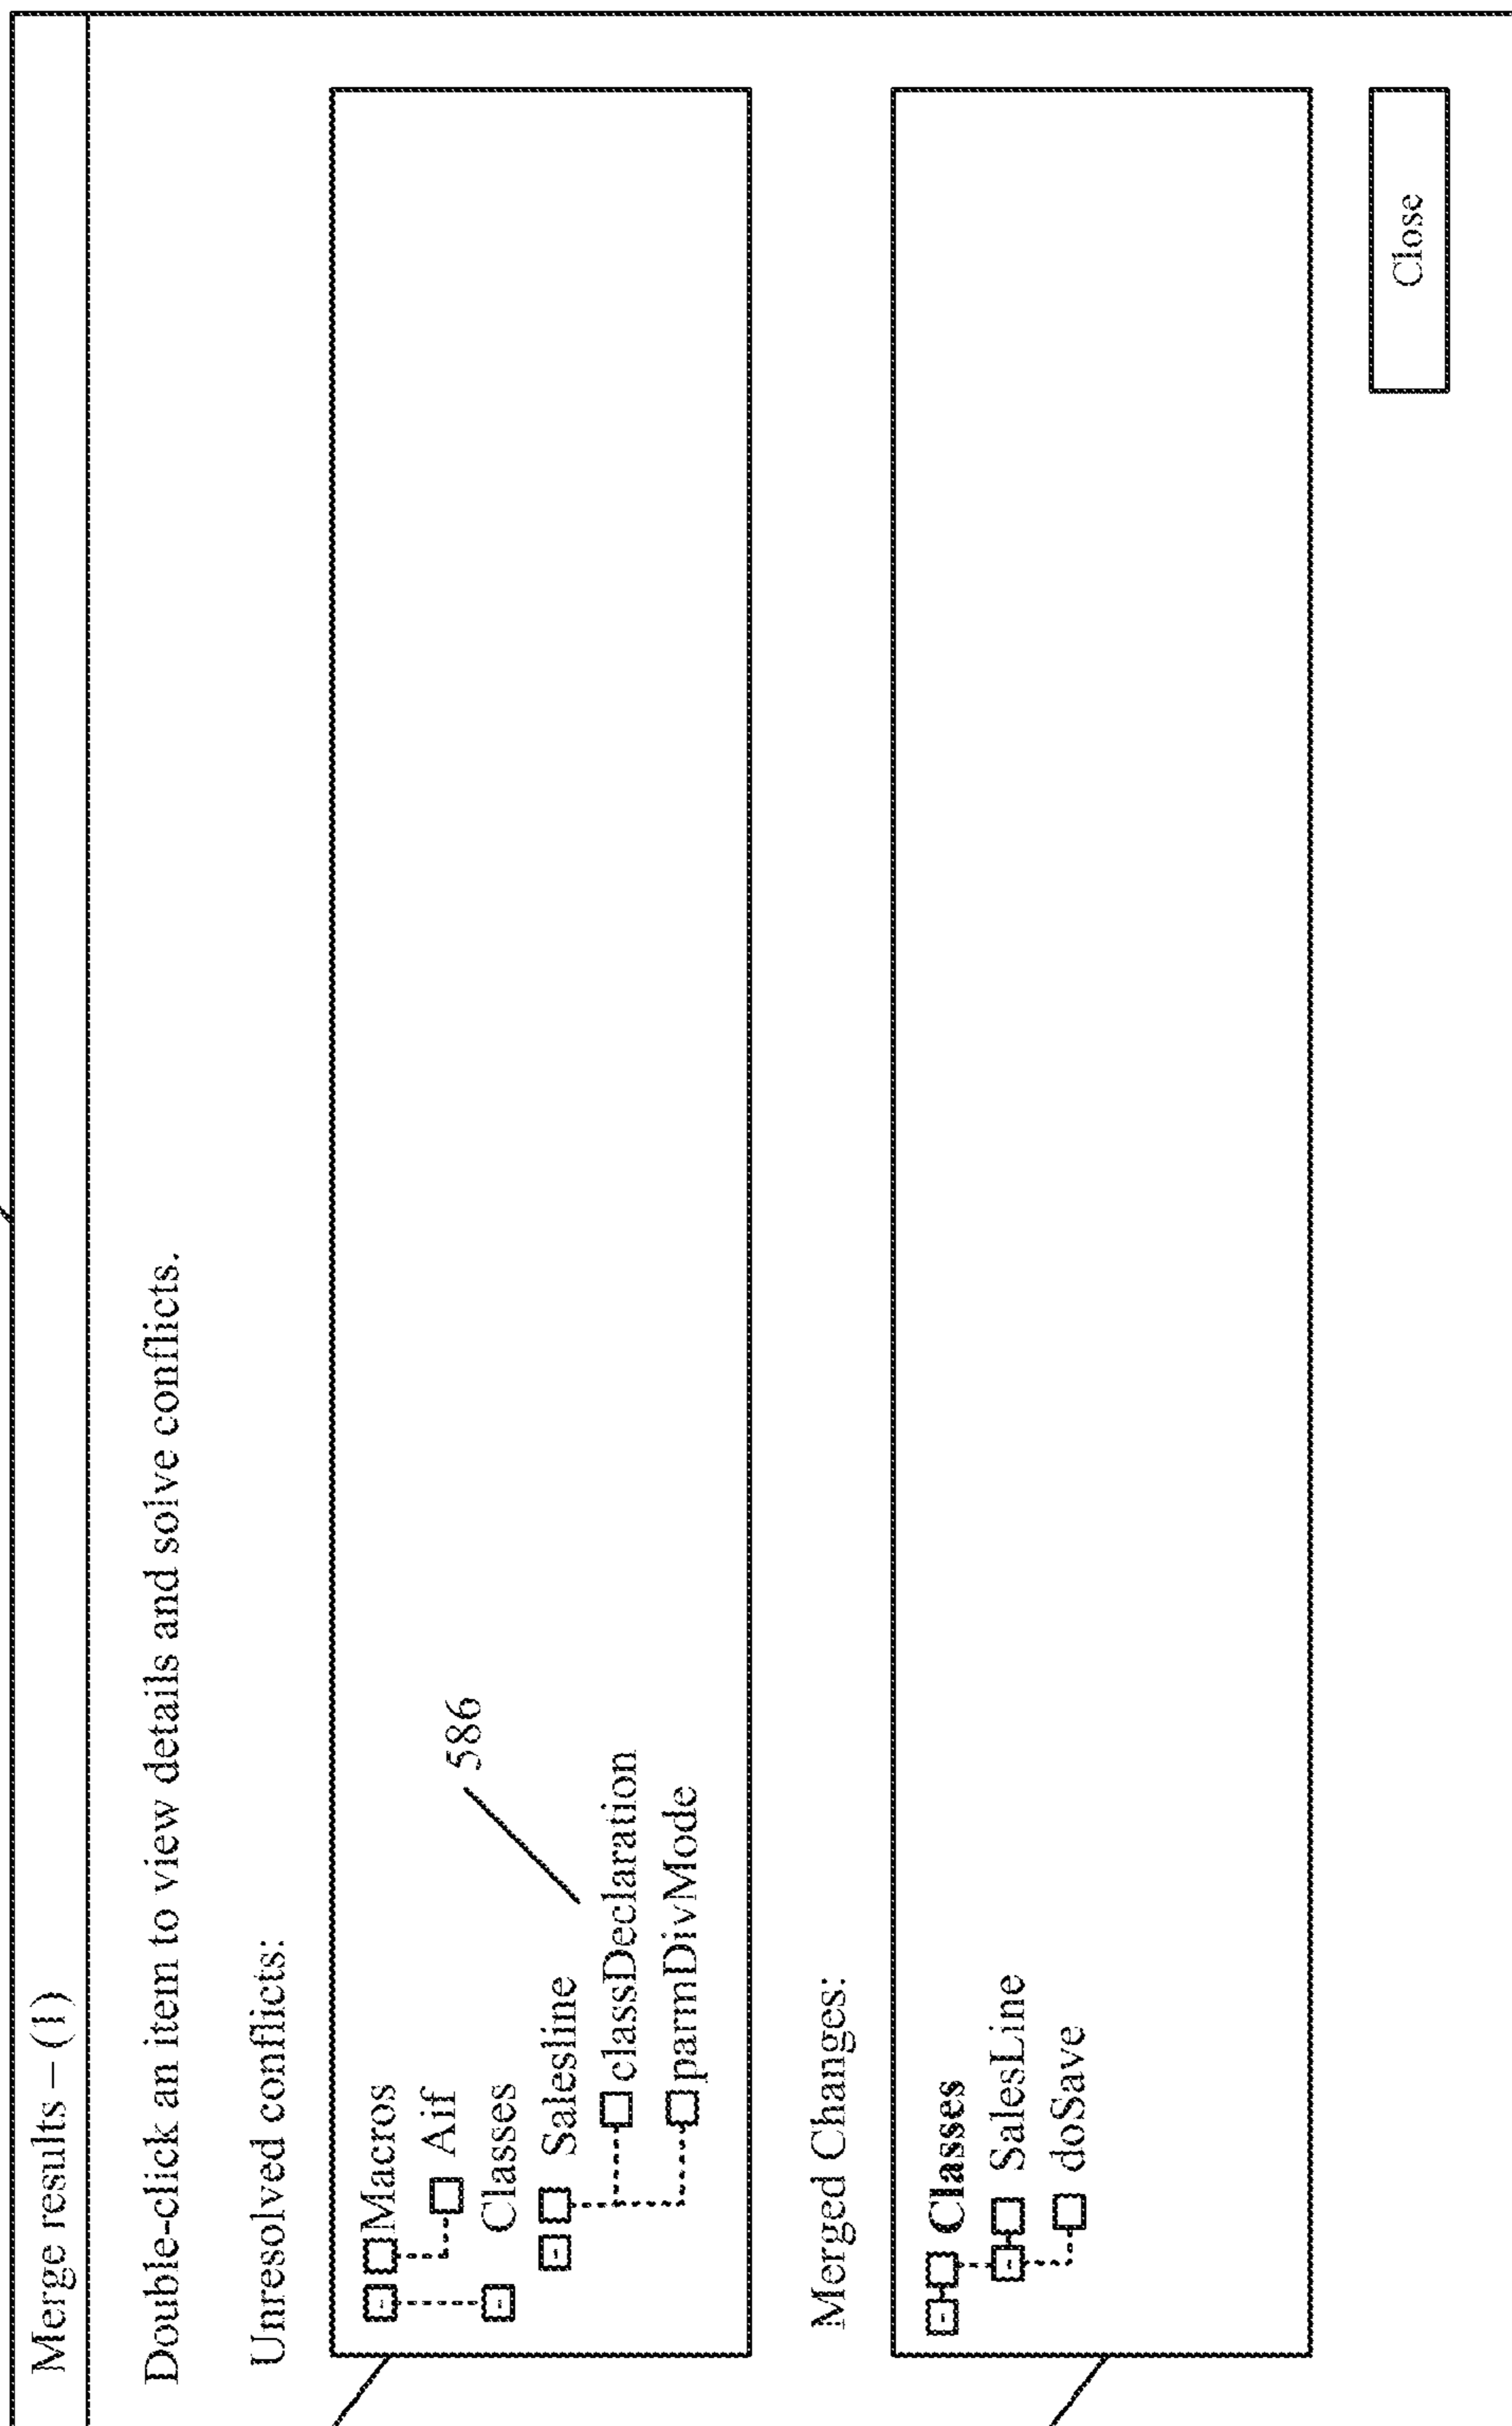 Merge results – (1)
Double-click an item to view details and solve conflicts.
Unresolved conflicts:
Macros
Aif
586
Classes
Salesline
classDeclaration
parmDivMode
Merged Changes:
Classes
SalesLine
doSave
Close